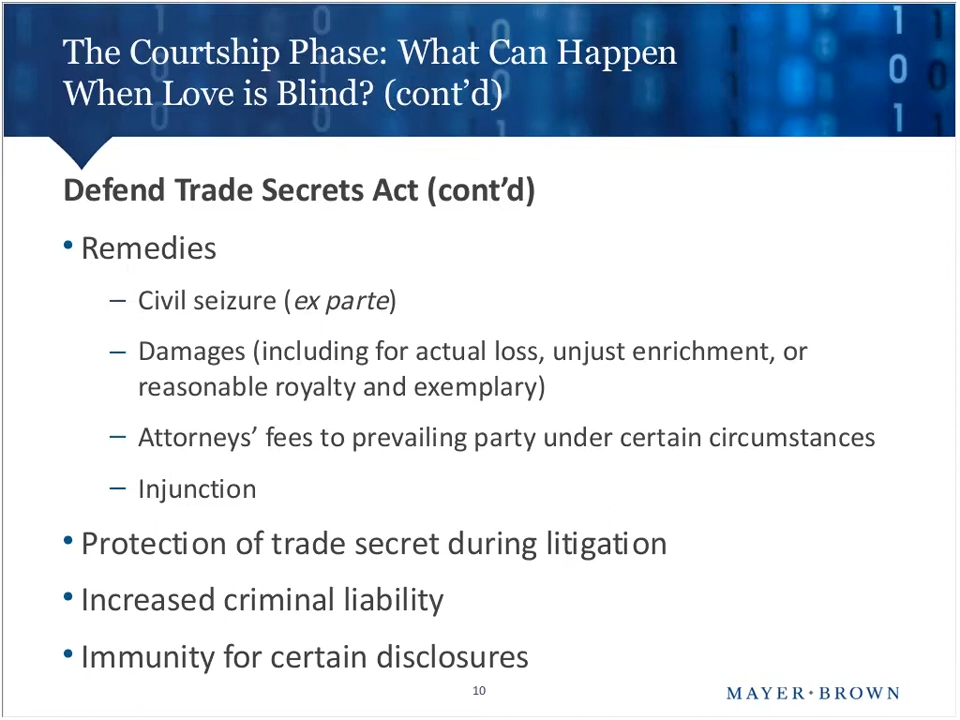 The Courtship Phase: What Can Happen
When Love is Blind? (cont’d)
Defend Trade Secrets Act (cont’d)
• Remedies
– Civil seizure (ex parte)
– Damages (including for actual loss, unjust enrichment, or
reasonable royalty and exemplary)
– Attorneys’ fees to prevailing party under certain circumstances
– Injunction
• Protection of trade secret during litigation
• Increased criminal liability
• Immunity for certain disclosures
10
MAYER•BROWN